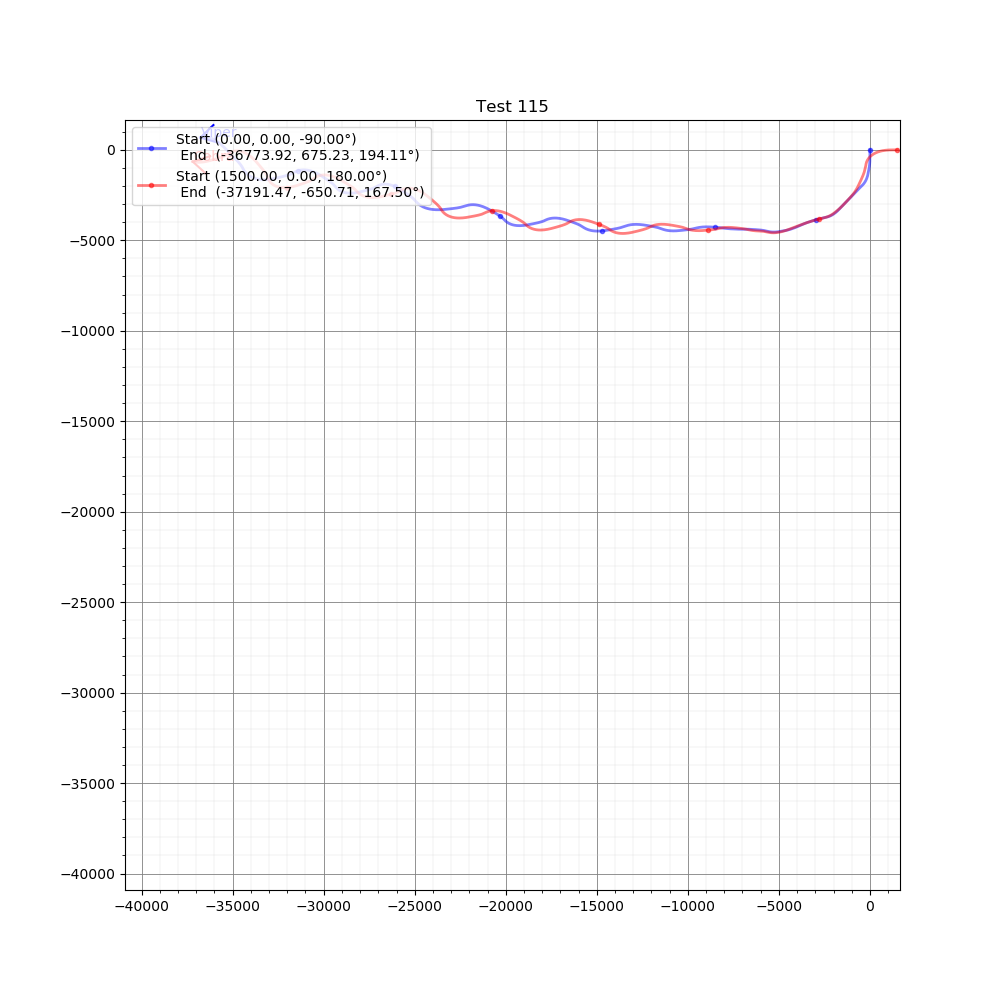 Test 115
Start (0.00, 0.00, -90.00°)
End (-36773.92, 675.23, 194.11°)
Start (1500.00, 0.00, 180.00°)
End (-37191.47, -650.71, 167.50°)
0
−5000
−10000
−15000
−20000
−25000
−30000
−35000
−40000
−40000 −35000 −30000 −25000 −20000 −15000 −10000 −5000 0